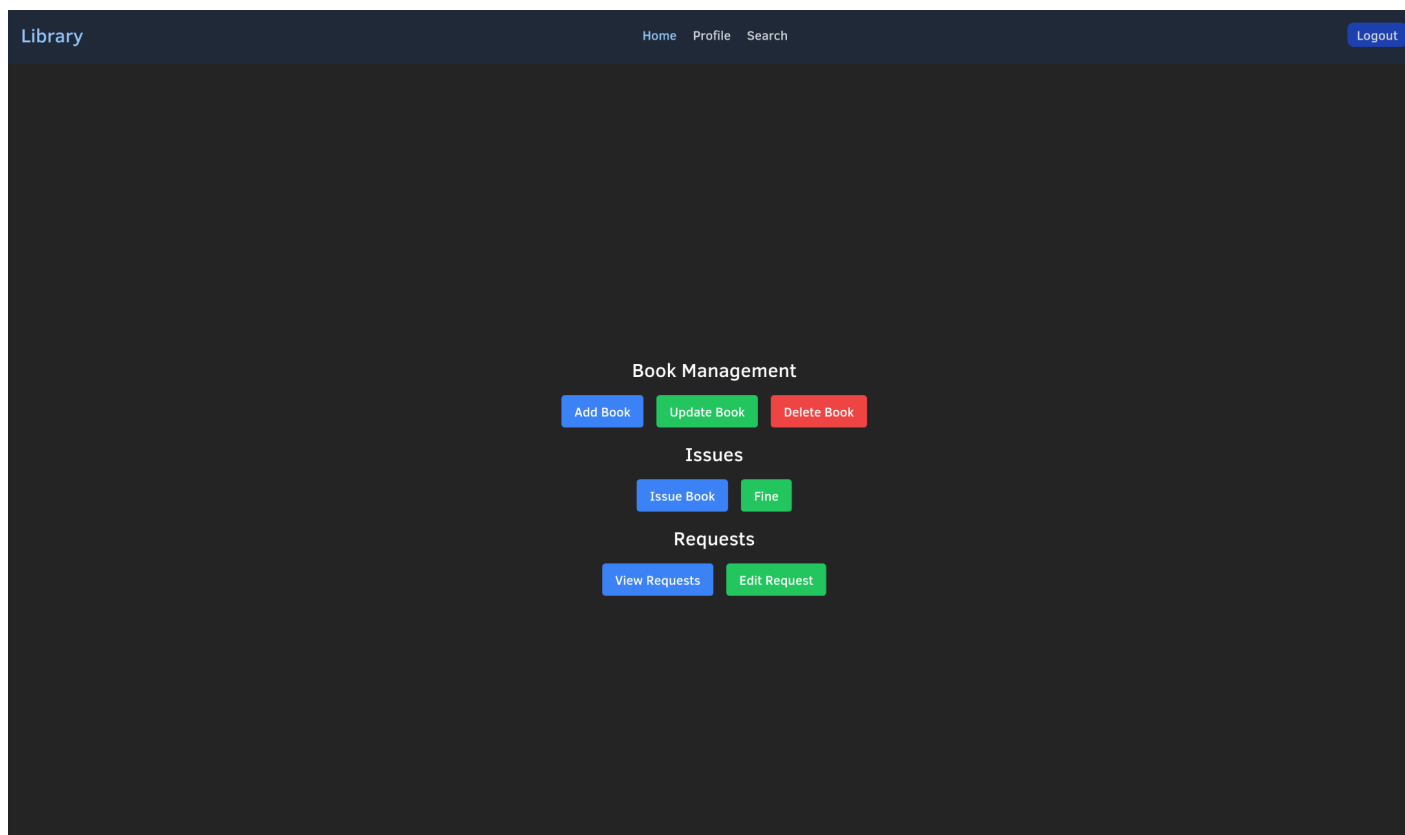 Library Home Profile Search Logout
Book Management
Add Book Update Book Delete Book
Issues
Issue Book Fine
Requests
View Requests Edit Request